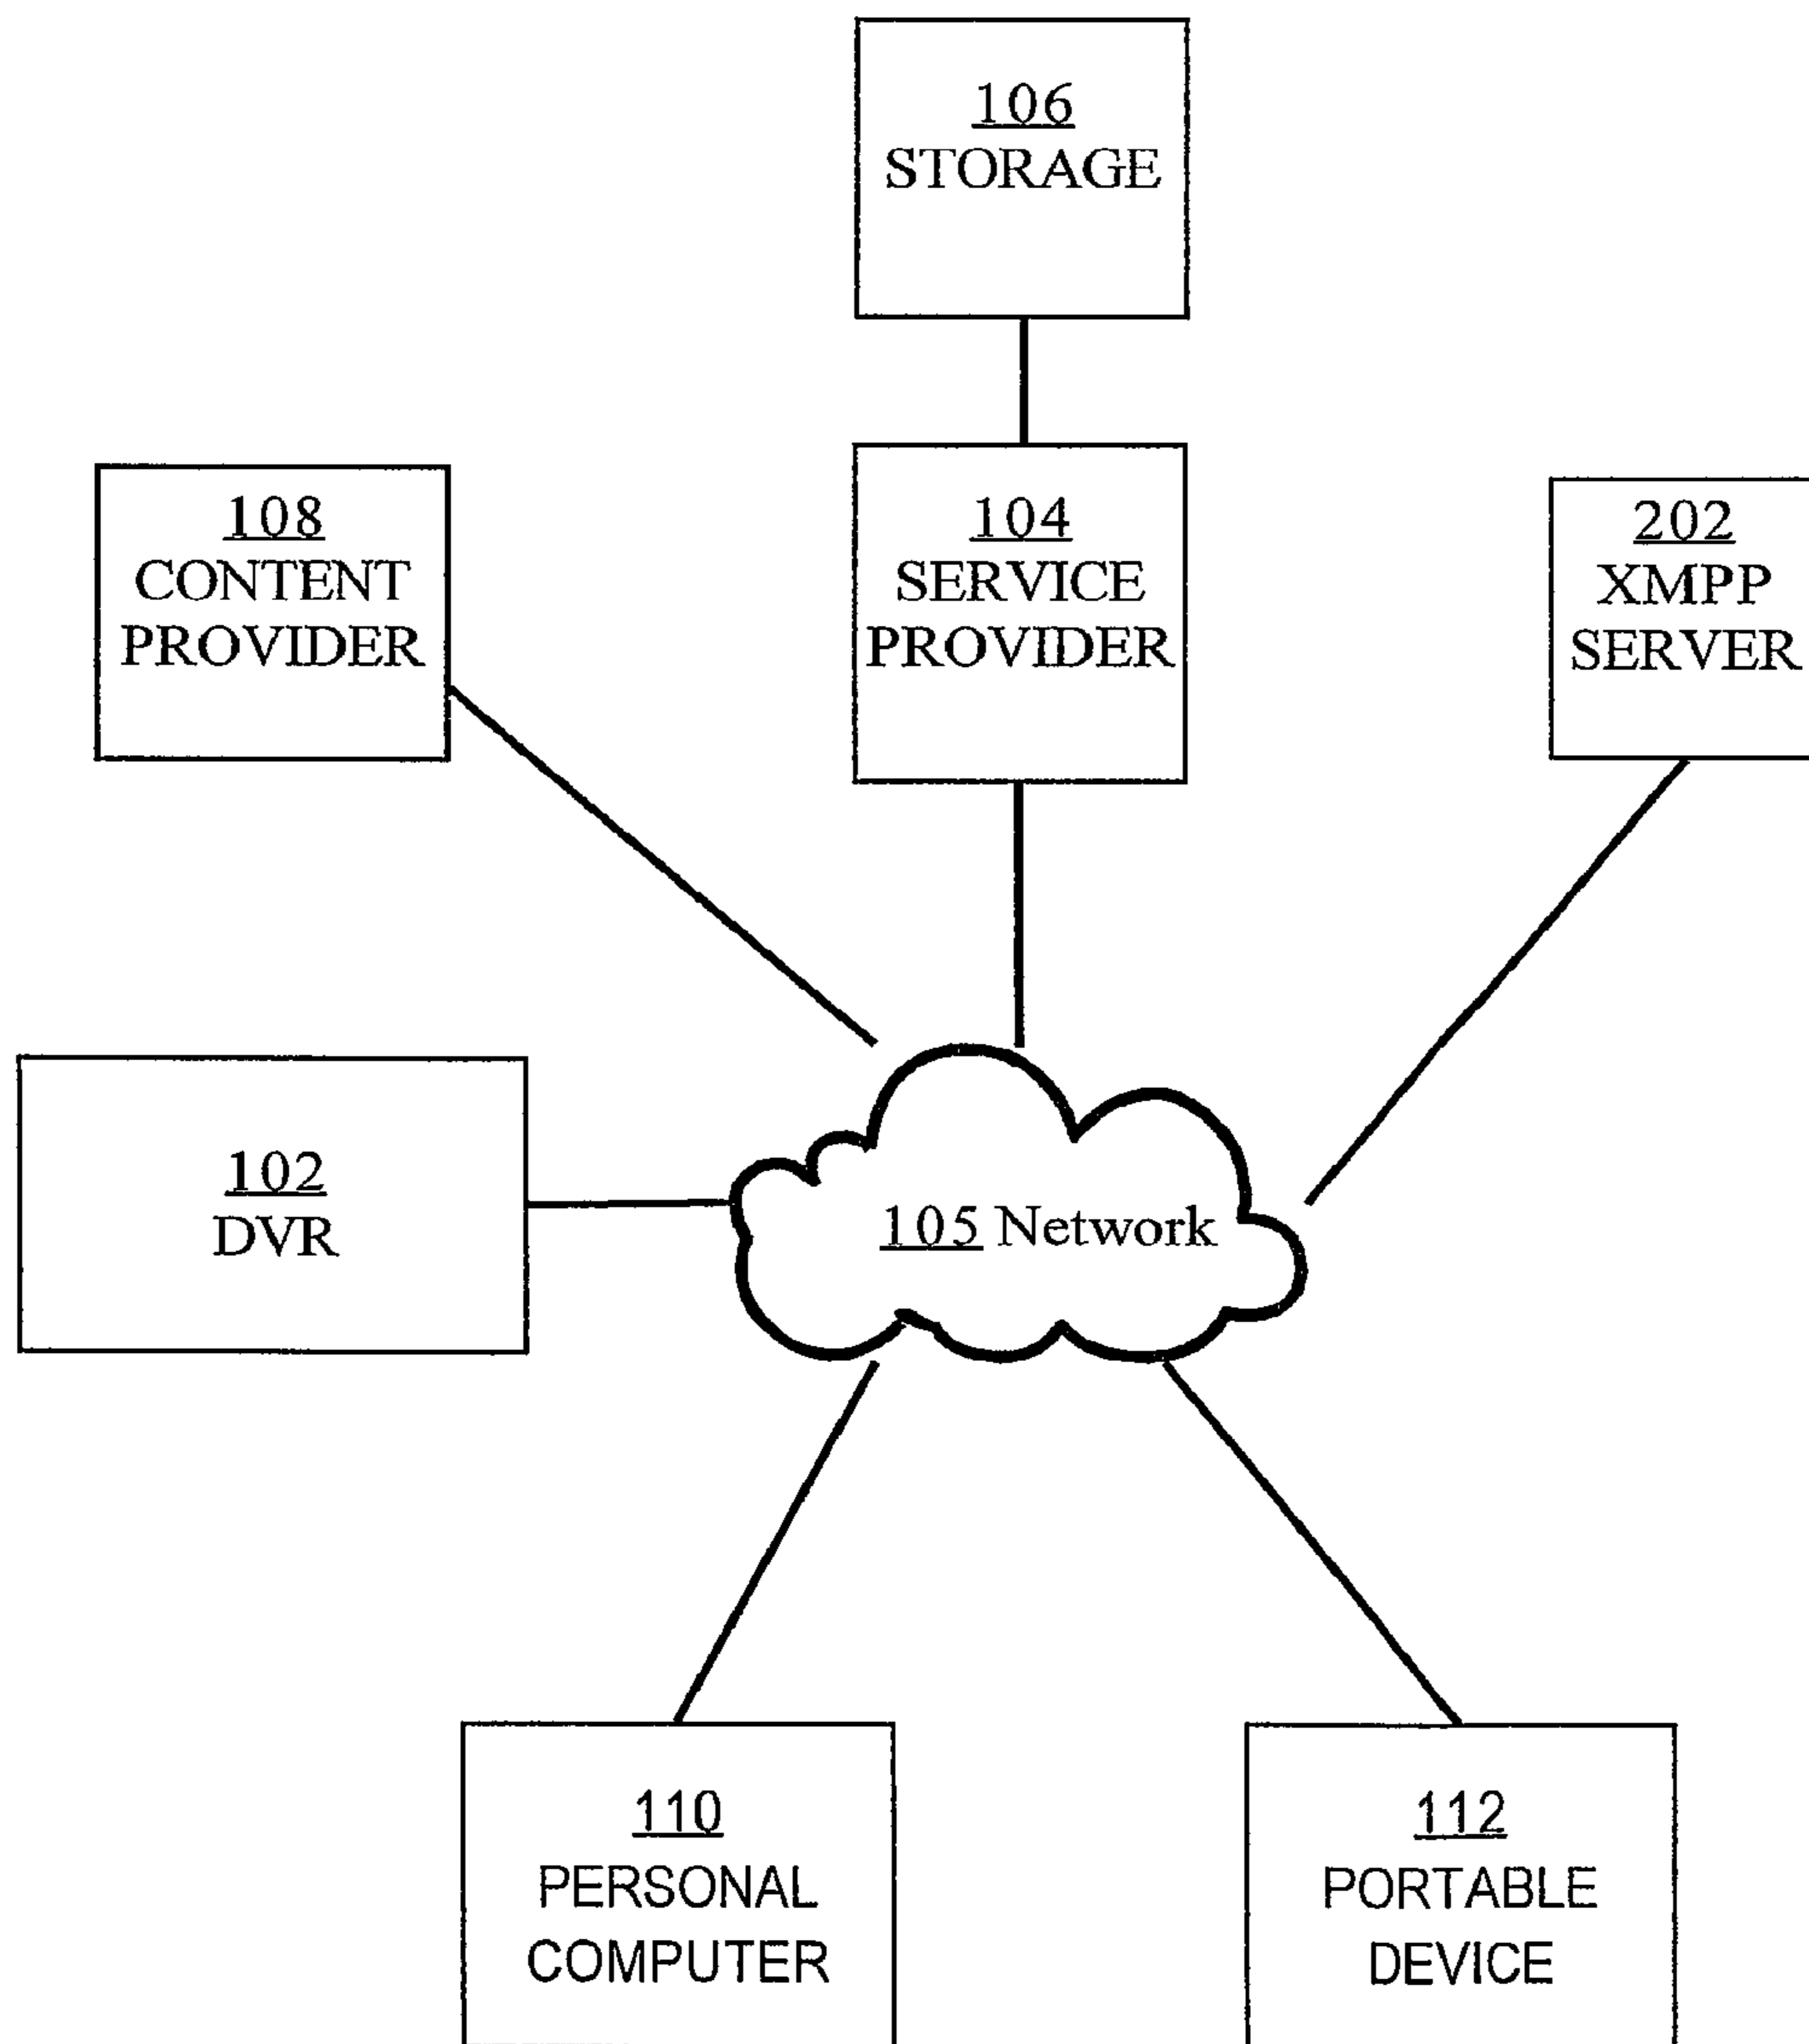 106
STORAGE
108
CONTENT
PROVIDER
104
SERVICE
PROVIDER
202
XMPP
SERVER
102
DVR
105 Network
110
PERSONAL
COMPUTER
112
PORTABLE
DEVICE